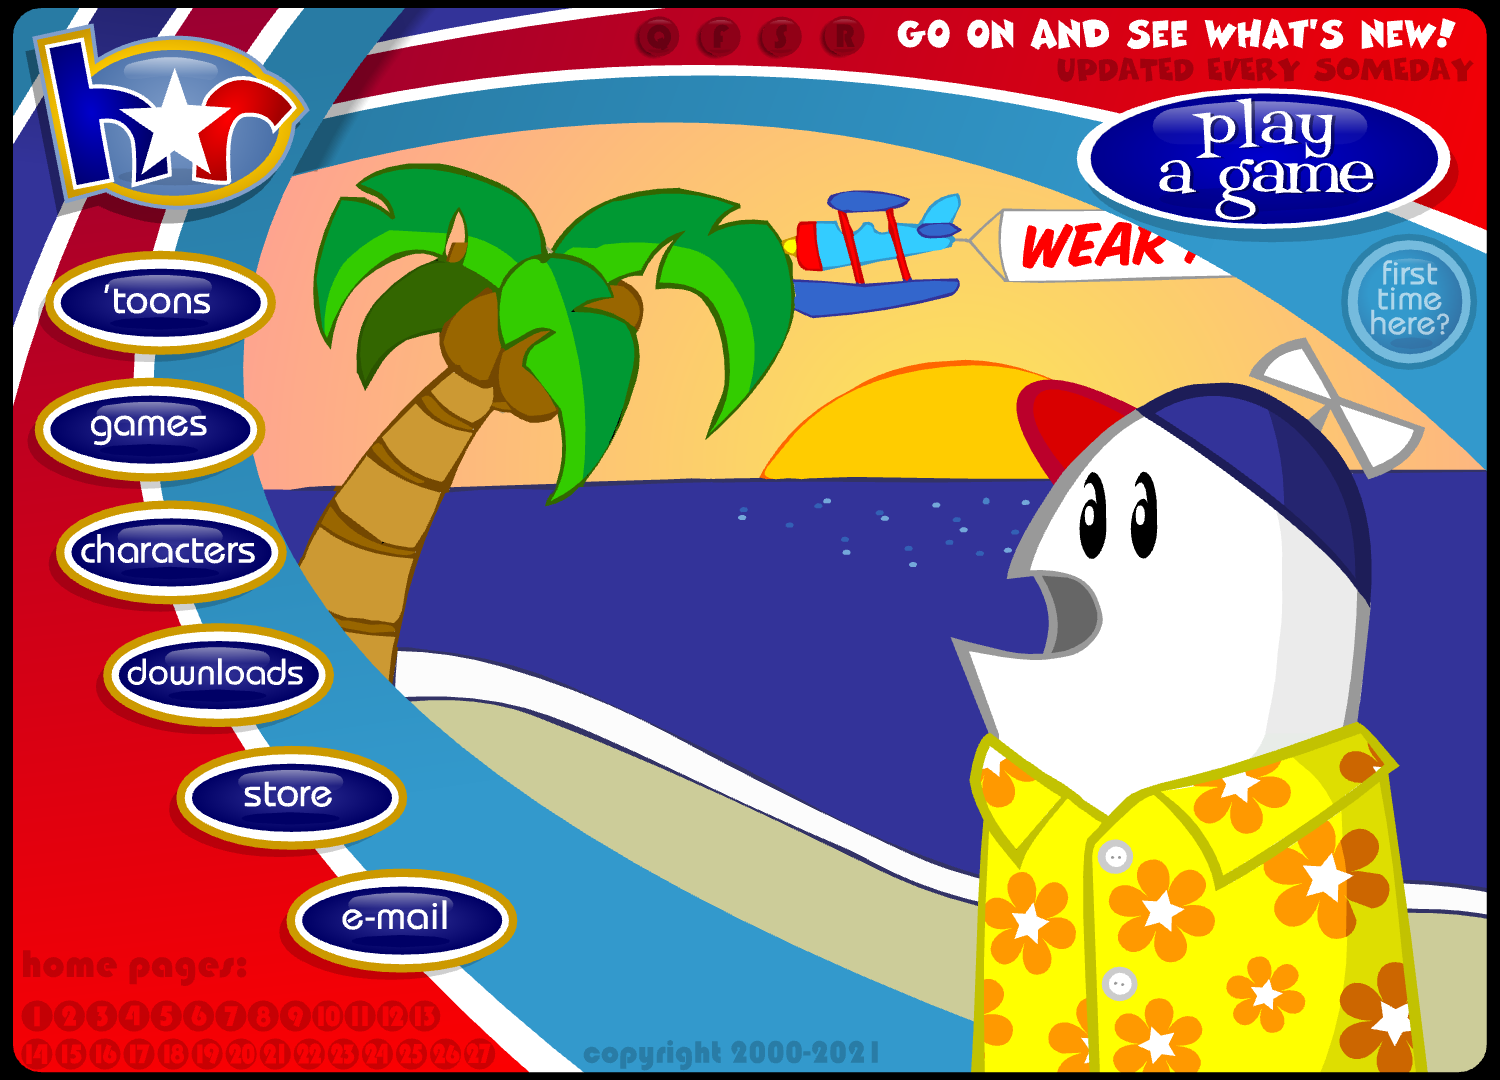 hr
Q F S R
GO ON AND SEE WHAT'S NEW!
UPDATED EVERY SOMEDAY
play
a game
WEAR
first
time
here?
'toons
games
characters
downloads
store
e-mail
home pages:
1 2 3 4 5 6 7 8 9 10 11 12 13
14 15 16 17 18 19 20 21 22 23 24 25 26 27
copyright 2000-2021